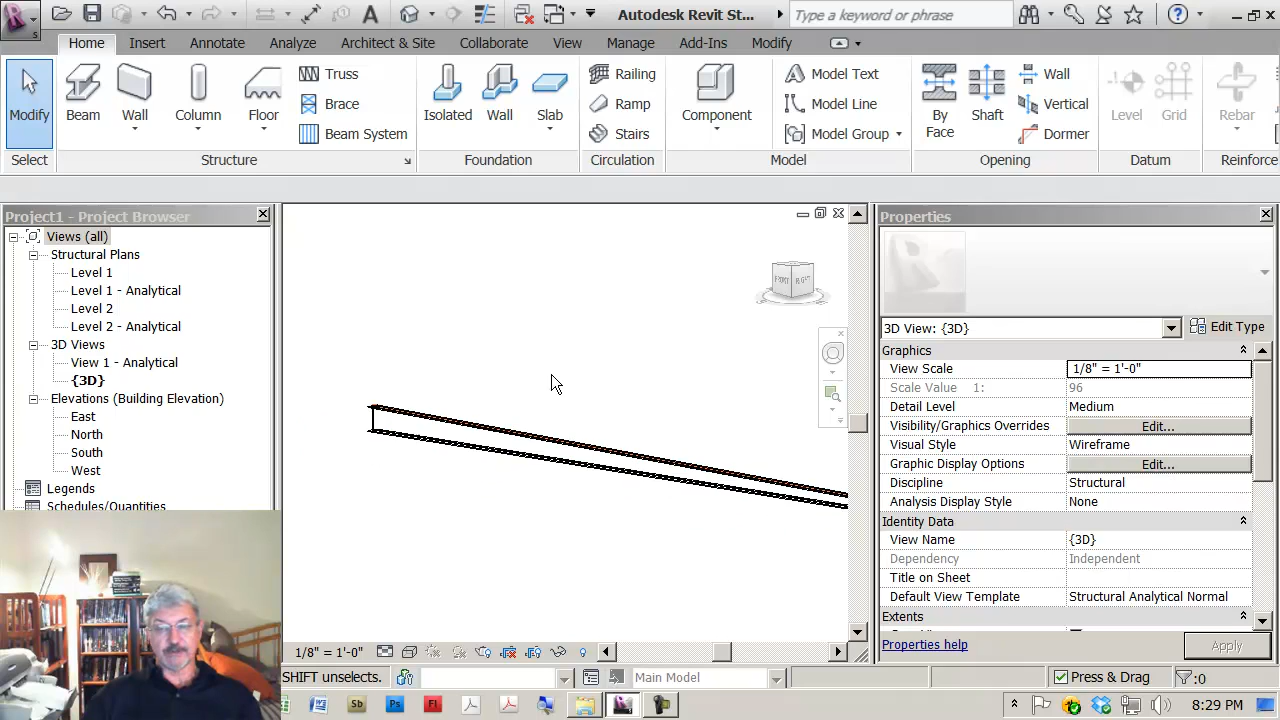 Autodesk Revit St...
Type a keyword or phrase
Home Insert Annotate Analyze Architect & Site Collaborate View Manage Add-Ins Modify
Modify
Beam
Wall
Column
Floor
Truss
Brace
Beam System
Isolated
Wall
Slab
Railing
Ramp
Stairs
Component
Model Text
Model Line
Model Group
By Face
Shaft
Wall
Vertical
Dormer
Level
Grid
Rebar
Select Structure Foundation Circulation Model Opening Datum Reinforce
Project1 - Project Browser
Views (all)
Structural Plans
Level 1
Level 1 - Analytical
Level 2
Level 2 - Analytical
3D Views
View 1 - Analytical
{3D}
Elevations (Building Elevation)
East
North
South
West
Legends
Schedules/Quantities
FRONT RIGHT
Properties
3D View: {3D} Edit Type
Graphics
View Scale 1/8" = 1'-0"
Scale Value 1: 96
Detail Level Medium
Visibility/Graphics Overrides Edit...
Visual Style Wireframe
Graphic Display Options Edit...
Discipline Structural
Analysis Display Style None
Identity Data
View Name {3D}
Dependency Independent
Title on Sheet
Default View Template Structural Analytical Normal
Extents
Properties help Apply
1/8" = 1'-0"
SHIFT unselects. Main Model Press & Drag :0
Sb Ps Fl 8:29 PM